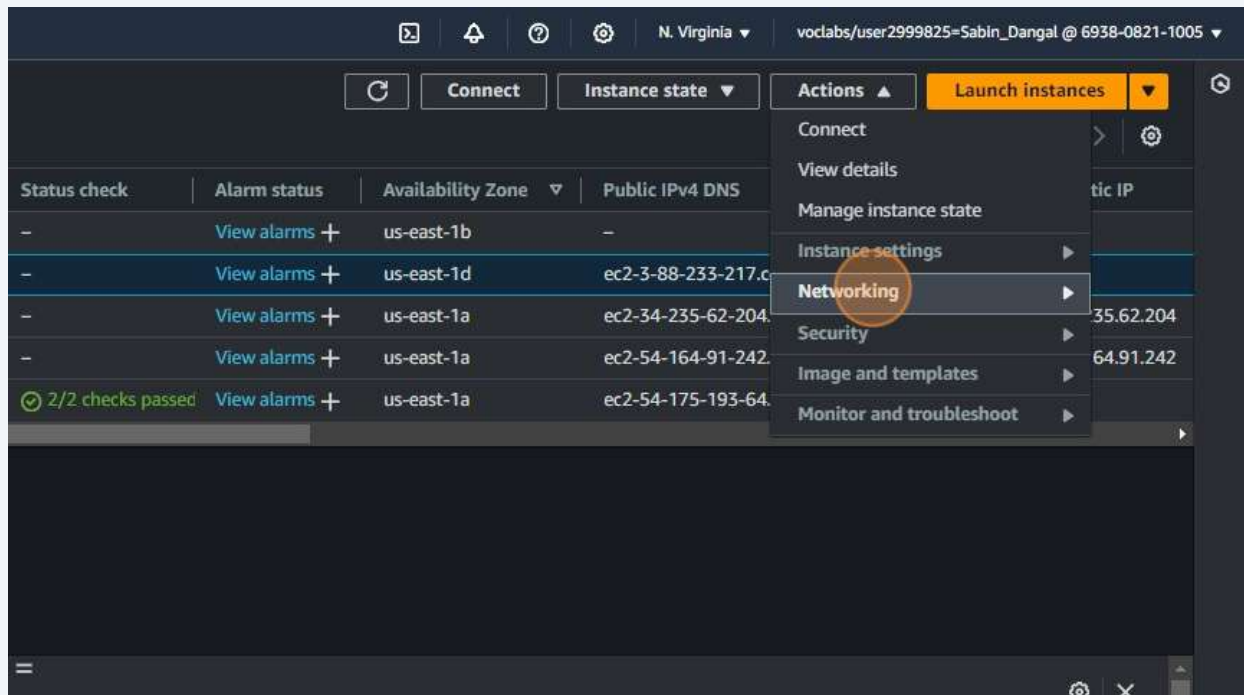 N. Virginia voclabs/user2999825=Sabin_Dangal @ 6938-0821-1005
Connect Instance state Actions Launch instances
Connect
View details
Manage instance state
Instance settings
Networking
Security
Image and templates
Monitor and troubleshoot
Status check Alarm status Availability Zone Public IPv4 DNS tic IP
– View alarms + us-east-1b –
– View alarms + us-east-1d ec2-3-88-233-217.c
– View alarms + us-east-1a ec2-34-235-62-204. 35.62.204
– View alarms + us-east-1a ec2-54-164-91-242. 64.91.242
2/2 checks passed View alarms + us-east-1a ec2-54-175-193-64.